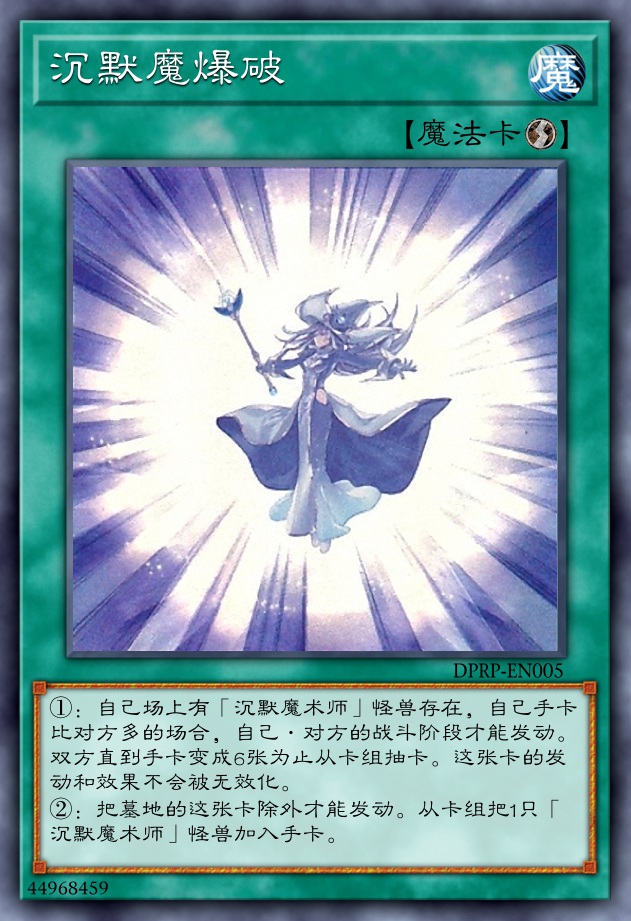 沉默魔爆破
魔
【魔法卡】
DPRP-EN005
①：自己场上有「沉默魔术师」怪兽存在，自己手卡
比对方多的场合，自己·对方的战斗阶段才能发动。
双方直到手卡变成6张为止从卡组抽卡。这张卡的发
动和效果不会被无效化。
②：把墓地的这张卡除外才能发动。从卡组把1只「
沉默魔术师」怪兽加入手卡。
44968459